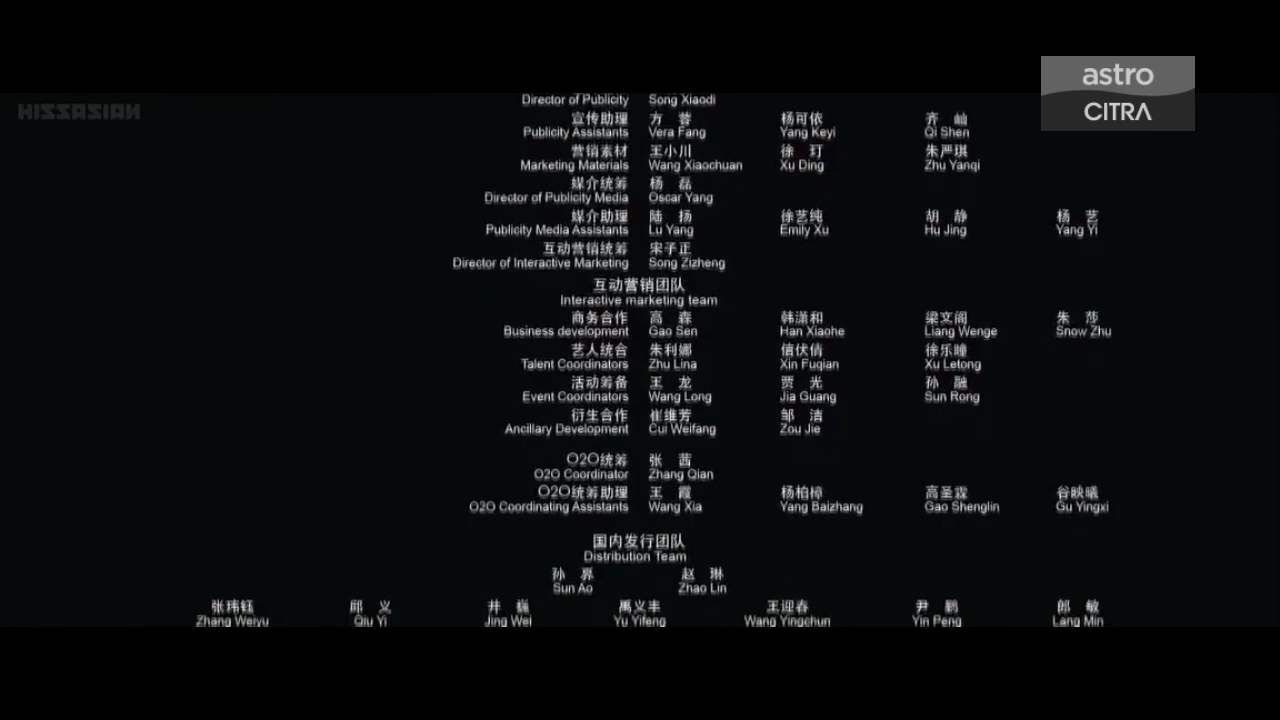 astro
CITRA
HISSASIAN
Director of Publicity Song Xiaodi
宣传助理 方 蓉 杨可依 齐 屾
Publicity Assistants Vera Fang Yang Keyi Qi Shen
营销素材 王小川 徐 玎 朱严琪
Marketing Materials Wang Xiaochuan Xu Ding Zhu Yanqi
媒介统筹 杨 磊
Director of Publicity Media Oscar Yang
媒介助理 陆 扬 徐艺纯 胡 静 杨 艺
Publicity Media Assistants Lu Yang Emily Xu Hu Jing Yang Yi
互动营销统筹 宋子正
Director of Interactive Marketing Song Zizheng
互动营销团队
Interactive marketing team
商务合作 高 森 韩潇和 梁文阁 朱 莎
Business development Gao Sen Han Xiaohe Liang Wenge Snow Zhu
艺人统合 朱利娜 信伏倩 徐乐瞳
Talent Coordinators Zhu Lina Xin Fuqian Xu Letong
活动筹备 王 龙 贾 光 孙 融
Event Coordinators Wang Long Jia Guang Sun Rong
衍生合作 崔维芳 邹 洁
Ancillary Development Cui Weifang Zou Jie
O2O统筹 张 茜
O2O Coordinator Zhang Qian
O2O统筹助理 王 霞 杨柏樟 高圣霖 谷映曦
O2O Coordinating Assistants Wang Xia Yang Baizhang Gao Shenglin Gu Yingxi
国内发行团队
Distribution Team
孙 赵 琳
Sun Ao Zhao Lin
张玮钰 邱 义 井 巍 禹义丰 王迎春 尹 鹏 郎 敏
Zhang Weiyu Qiu Yi Jing Wei Yu Yifeng Wang Yingchun Yin Peng Lang Min